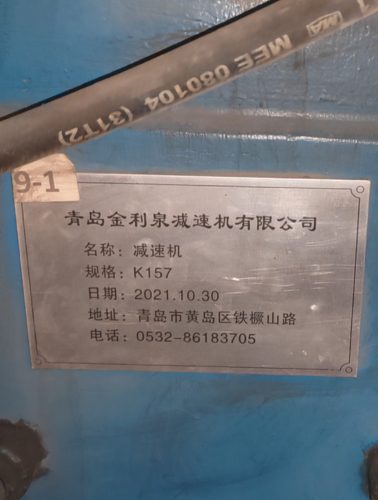 MA MEE 080104 (31T2)
9-1
青岛金利泉减速机有限公司
名称：减速机
规格：K157
日期：2021.10.30
地址：青岛市黄岛区铁橛山路
电话：0532-86183705